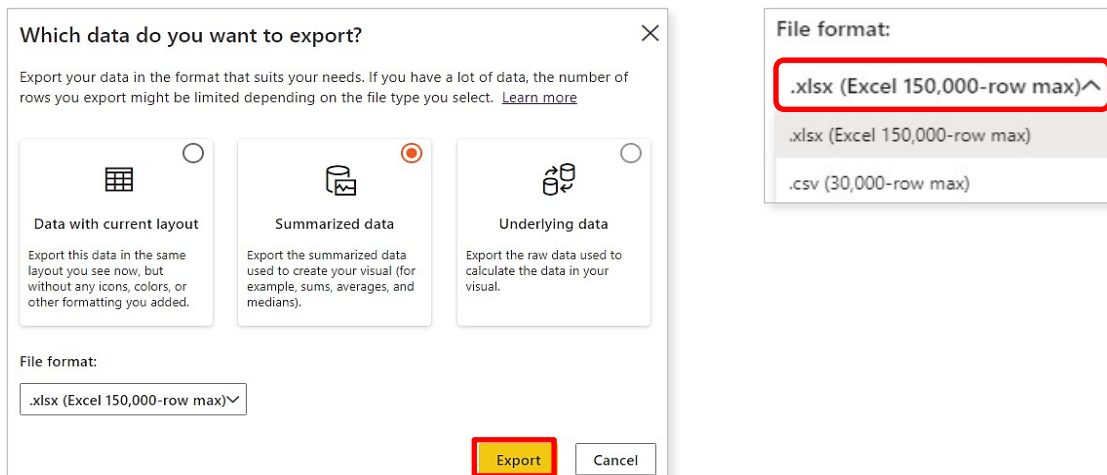 Which data do you want to export?
Export your data in the format that suits your needs. If you have a lot of data, the number of
rows you export might be limited depending on the file type you select. Learn more
Data with current layout
Export this data in the same
layout you see now, but
without any icons, colors, or
other formatting you added.
Summarized data
Export the summarized data
used to create your visual (for
example, sums, averages, and
medians).
Underlying data
Export the raw data used to
calculate the data in your
visual.
File format:
.xlsx (Excel 150,000-row max)
Export
Cancel
File format:
.xlsx (Excel 150,000-row max)
.xlsx (Excel 150,000-row max)
.csv (30,000-row max)